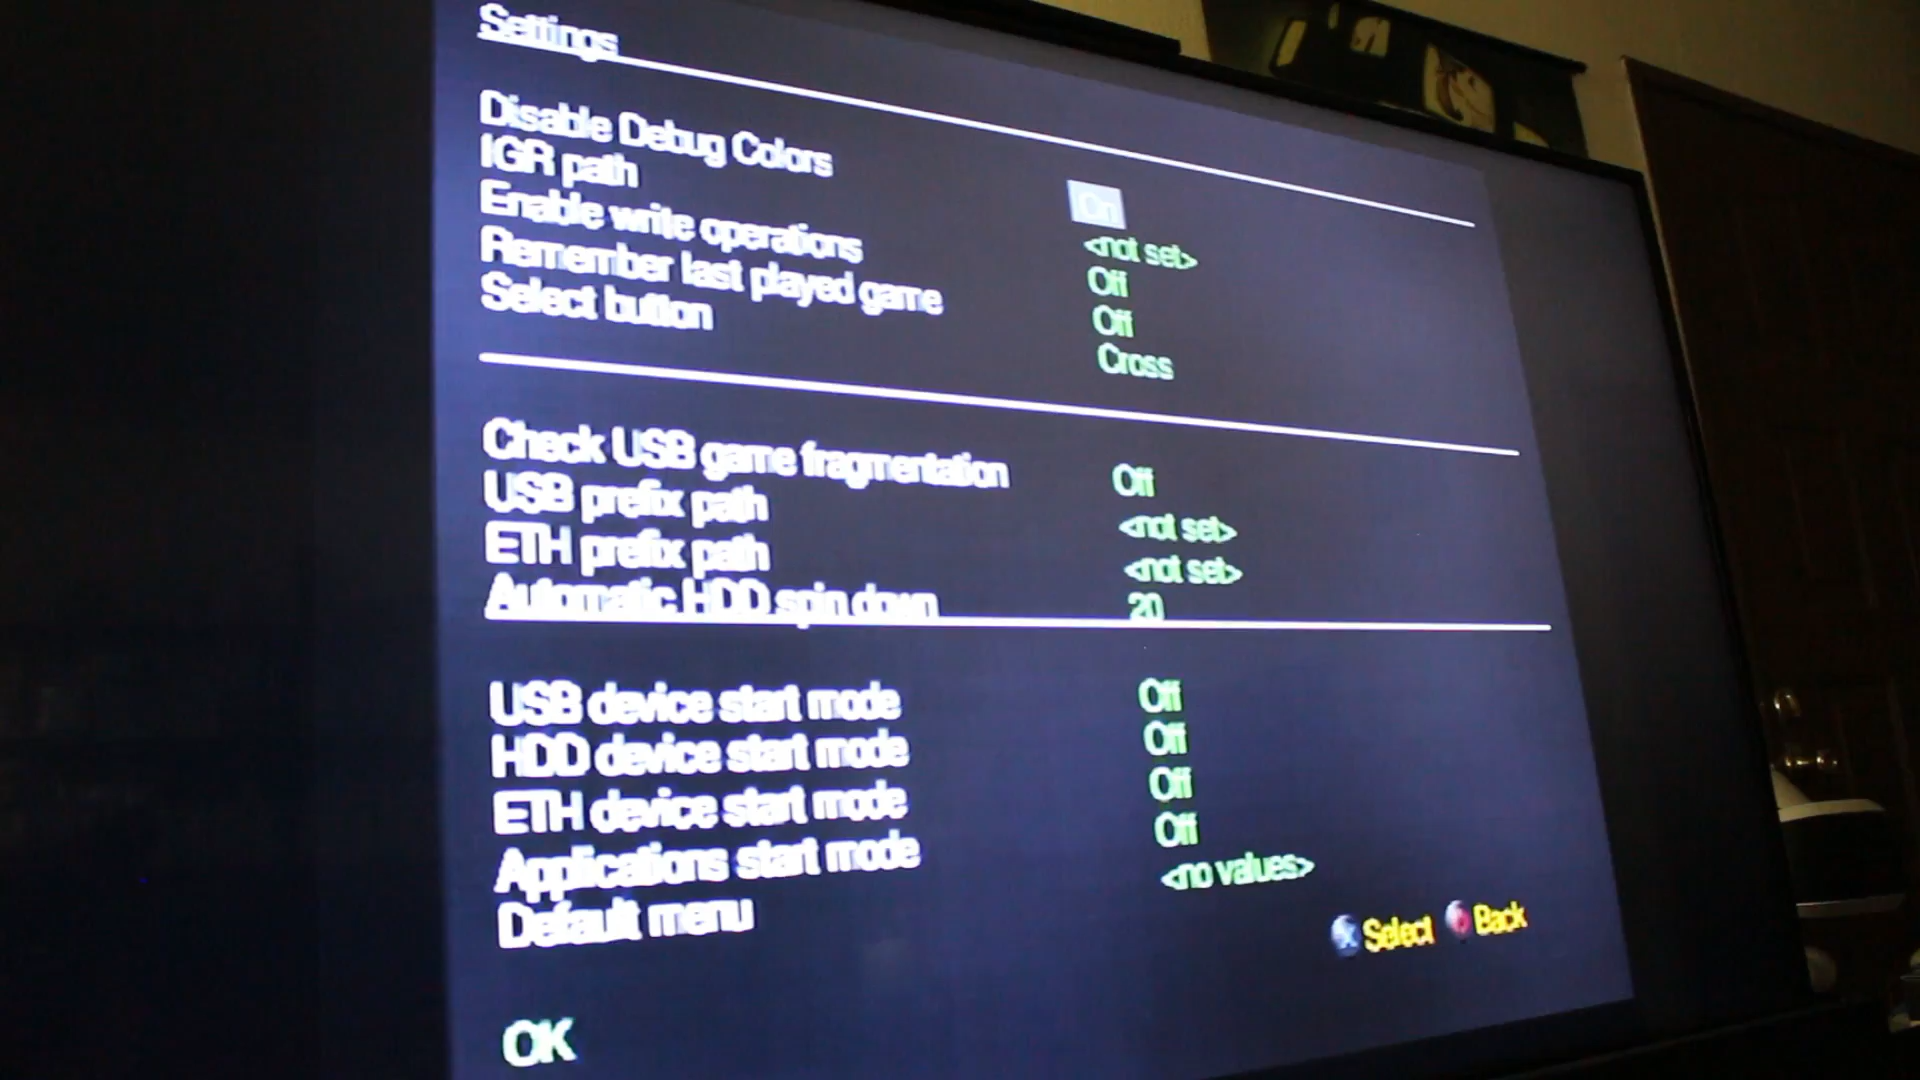 Settings
Disable Debug Colors On
IGR path <not set>
Enable write operations Off
Remember last played game Off
Select button Cross
Check USB game fragmentation Off
USB prefix path <not set>
ETH prefix path <not set>
Automatic HDD spin down 20
USB device start mode Off
HDD device start mode Off
ETH device start mode Off
Applications start mode Off
Default menu <no values>
Select Back
OK